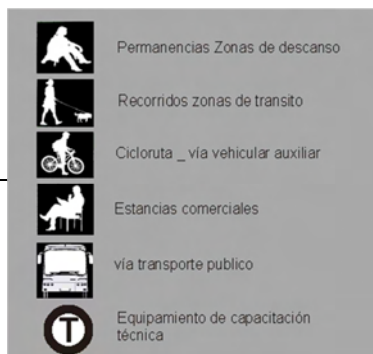 Permanencias Zonas de descanso
Recorridos zonas de transito
Cicloruta _ vía vehicular auxiliar
Estancias comerciales
vía transporte publico
T
Equipamiento de capacitación
técnica